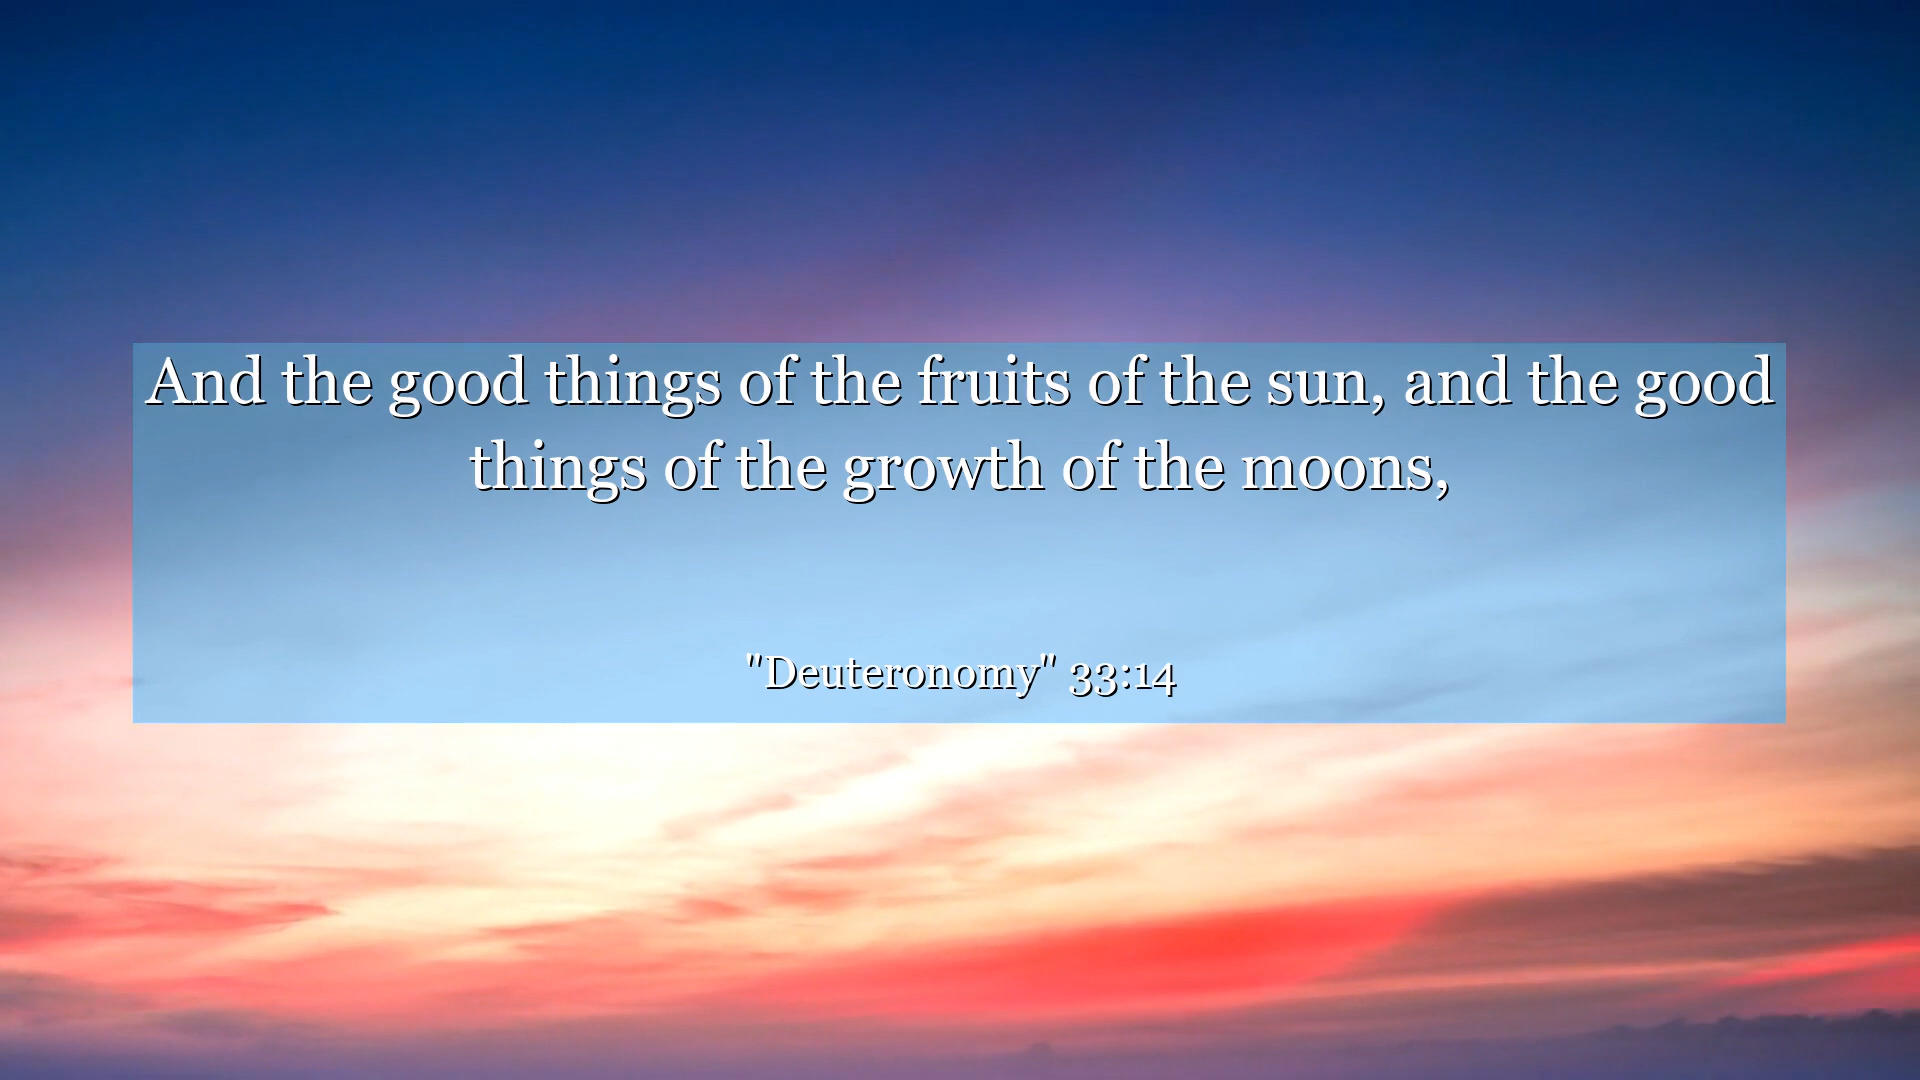 And the good things of the fruits of the sun, and the good
things of the growth of the moons,
"Deuteronomy" 33:14